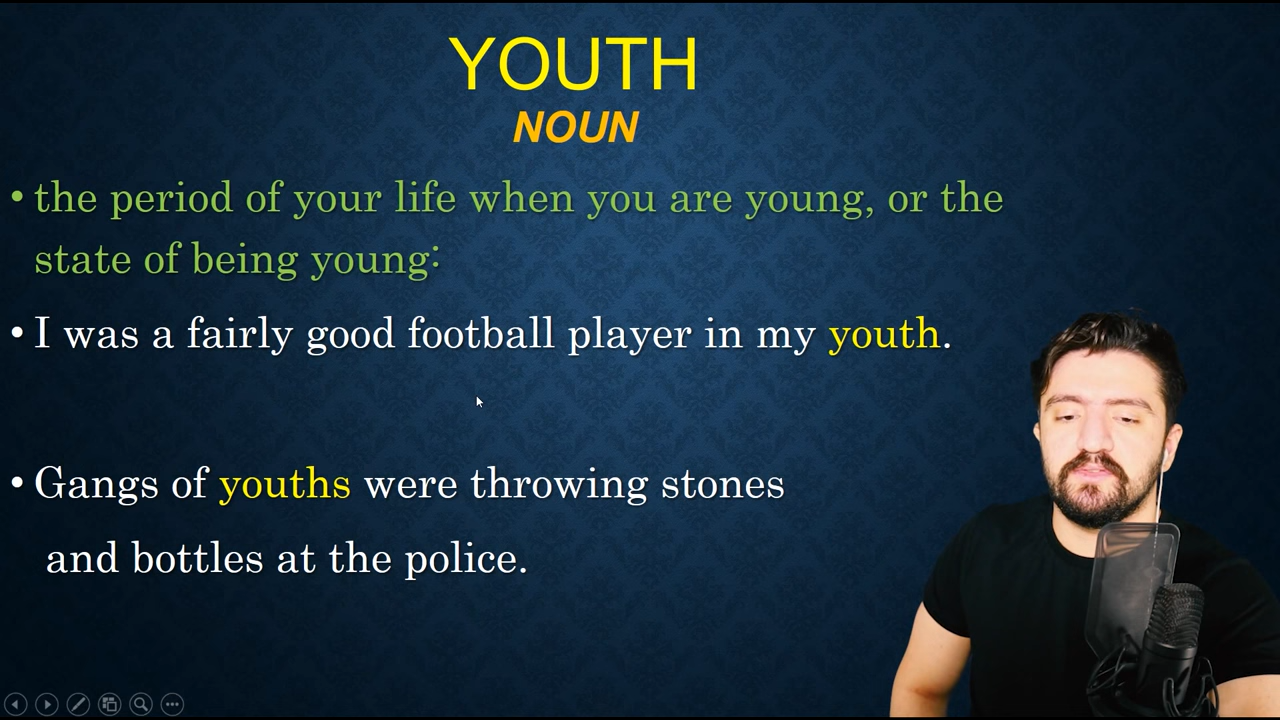 YOUTH
NOUN
• the period of your life when you are young, or the
state of being young:
• I was a fairly good football player in my youth.
• Gangs of youths were throwing stones
and bottles at the police.